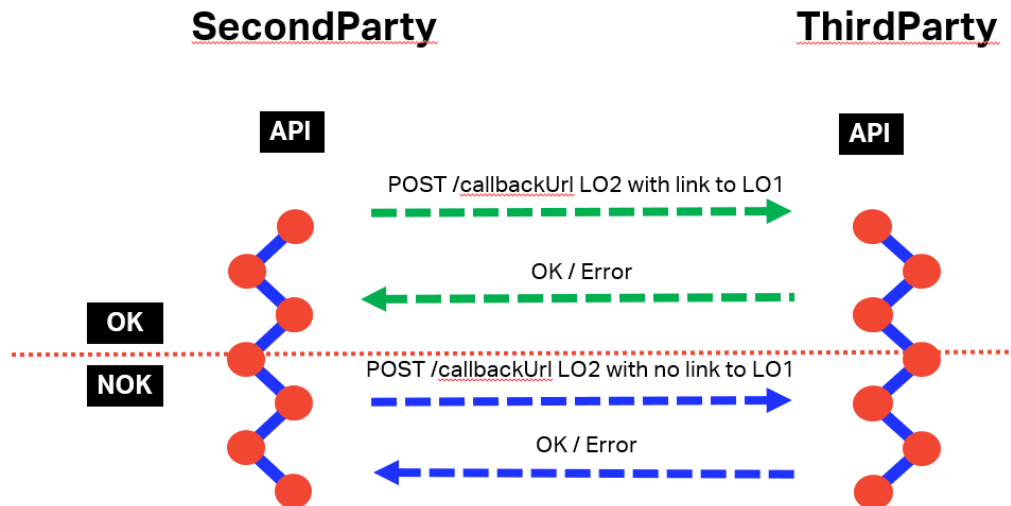 SecondParty
ThirdParty
API
API
POST /callbackUrl LO2 with link to LO1
OK / Error
OK
POST /callbackUrl LO2 with no link to LO1
NOK
OK / Error